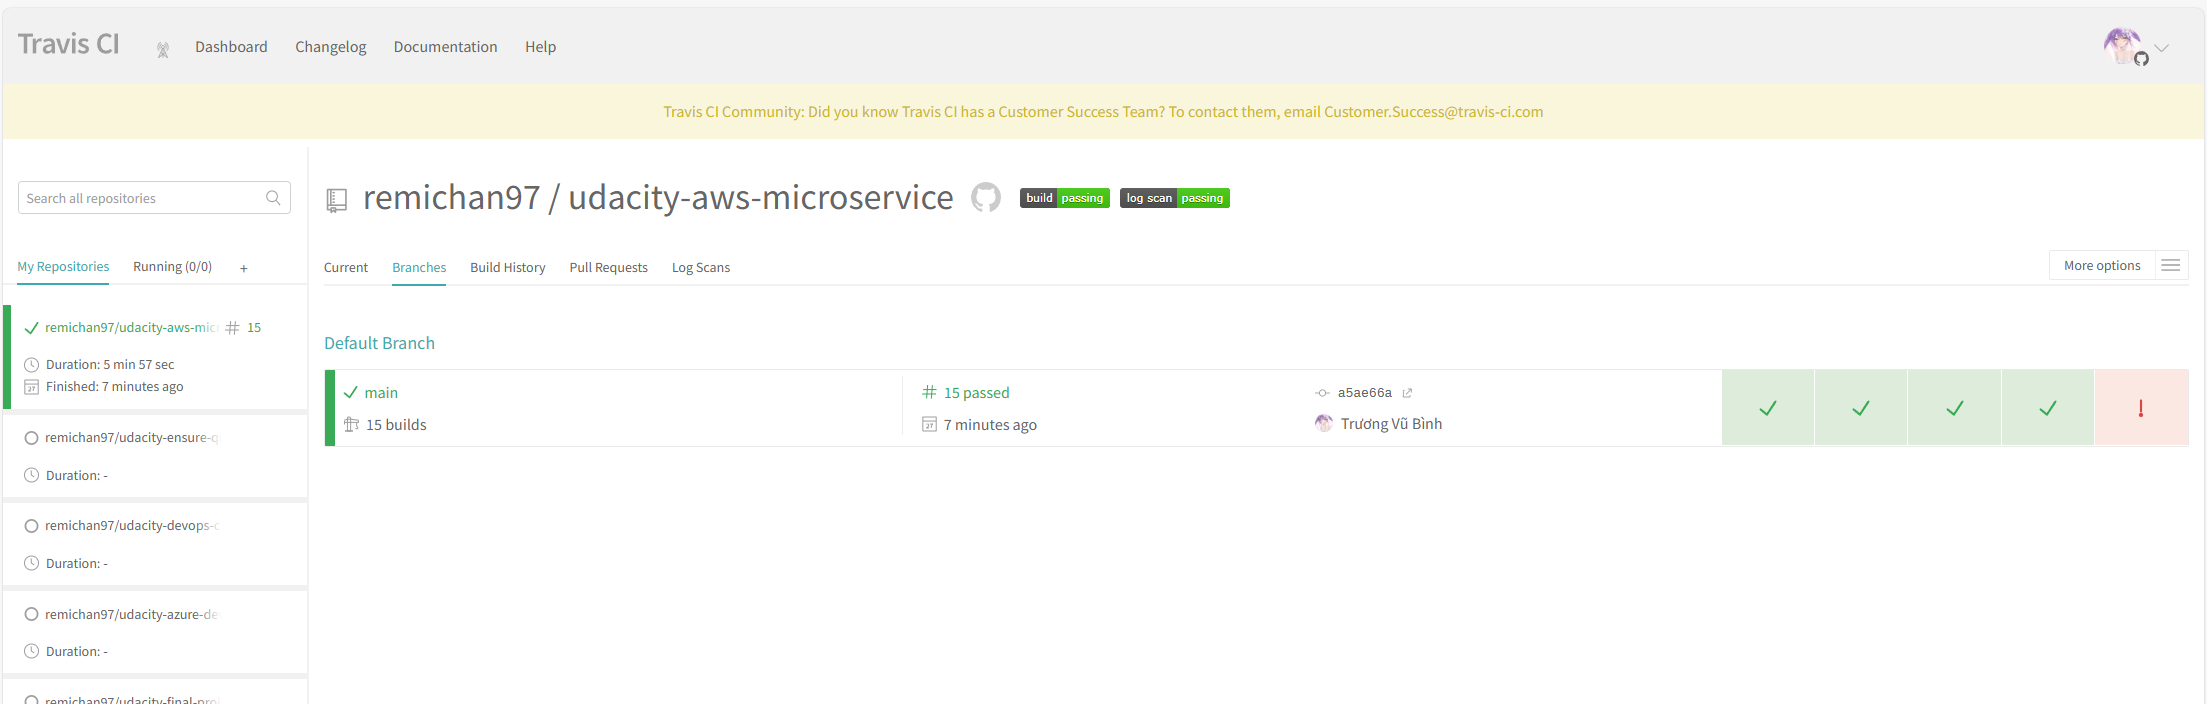 Travis CI
Dashboard Changelog Documentation Help
Travis CI Community: Did you know Travis CI has a Customer Success Team? To contact them, email Customer.Success@travis-ci.com
Search all repositories
My Repositories Running (0/0) +
remichan97/udacity-aws-mic # 15
Duration: 5 min 57 sec
27 Finished: 7 minutes ago
remichan97/udacity-ensure-q
Duration: -
remichan97/udacity-devops-c
Duration: -
remichan97/udacity-azure-de
Duration: -
remichan97/udacity-final-proj
remichan97 / udacity-aws-microservice build passing log scan passing
Current Branches Build History Pull Requests Log Scans More options
Default Branch
main # 15 passed a5ae66a
15 builds 27 7 minutes ago Trương Vũ Bình
!